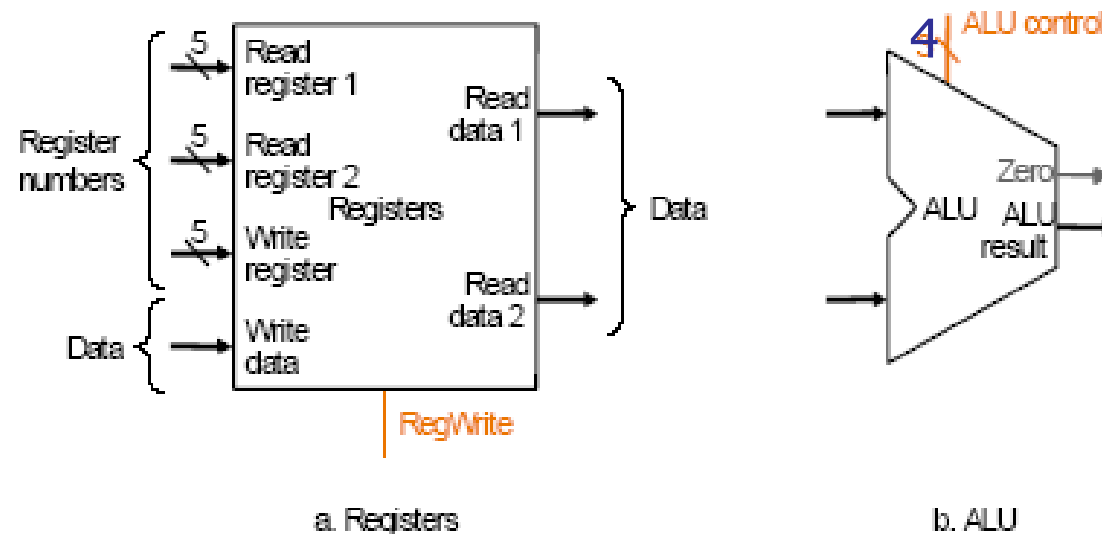 5
Read
register 1
5
Read
register 2
Registers
5
Write
register
Write
data
Register
numbers
Data
Read
data 1
Read
data 2
Data
RegWrite
a. Registers
4
ALU control
Zero
ALU
ALU
result
b. ALU